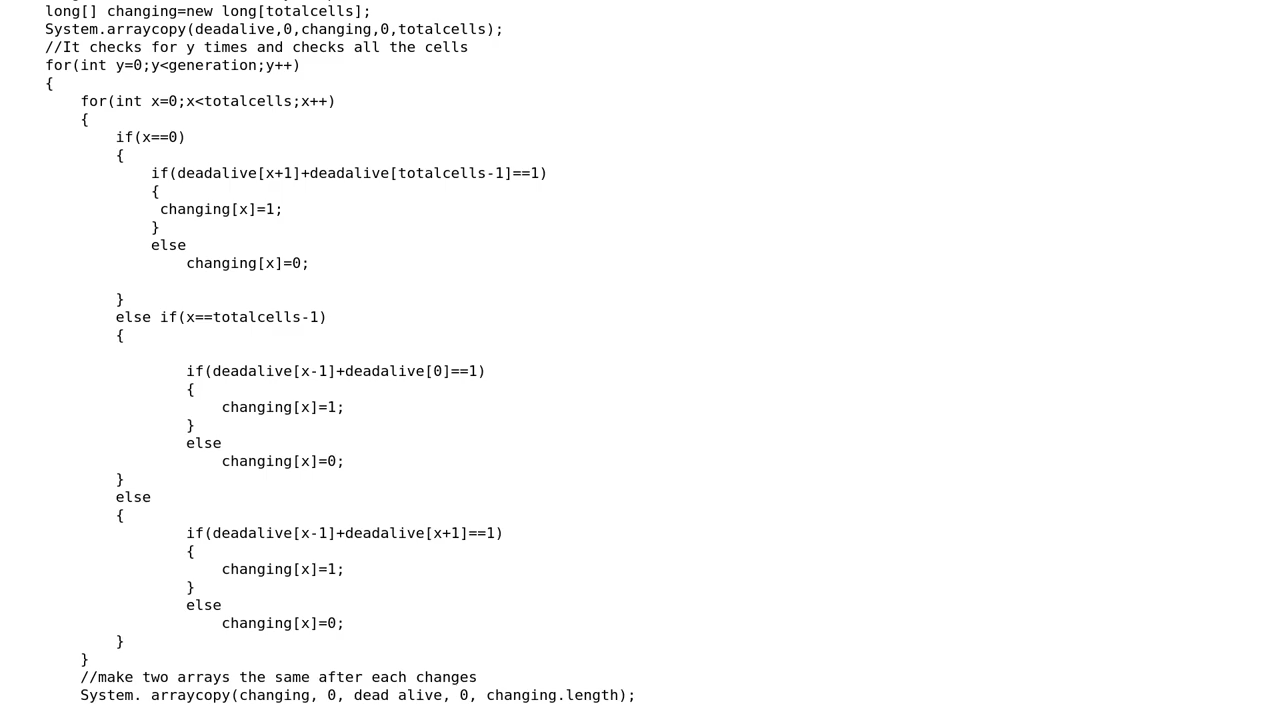 long[] changing=new long[totalcells];
System.arraycopy(deadalive,0,changing,0,totalcells);
//It checks for y times and checks all the cells
for(int y=0;y<generation;y++)
{
for(int x=0;x<totalcells;x++)
{
if(x==0)
{
if(deadalive[x+1]+deadalive[totalcells-1]==1)
{
changing[x]=1;
}
else
changing[x]=0;
}
else if(x==totalcells-1)
{
if(deadalive[x-1]+deadalive[0]==1)
{
changing[x]=1;
}
else
changing[x]=0;
}
else
{
if(deadalive[x-1]+deadalive[x+1]==1)
{
changing[x]=1;
}
else
changing[x]=0;
}
}
//make two arrays the same after each changes
System. arraycopy(changing, 0, dead alive, 0, changing.length);